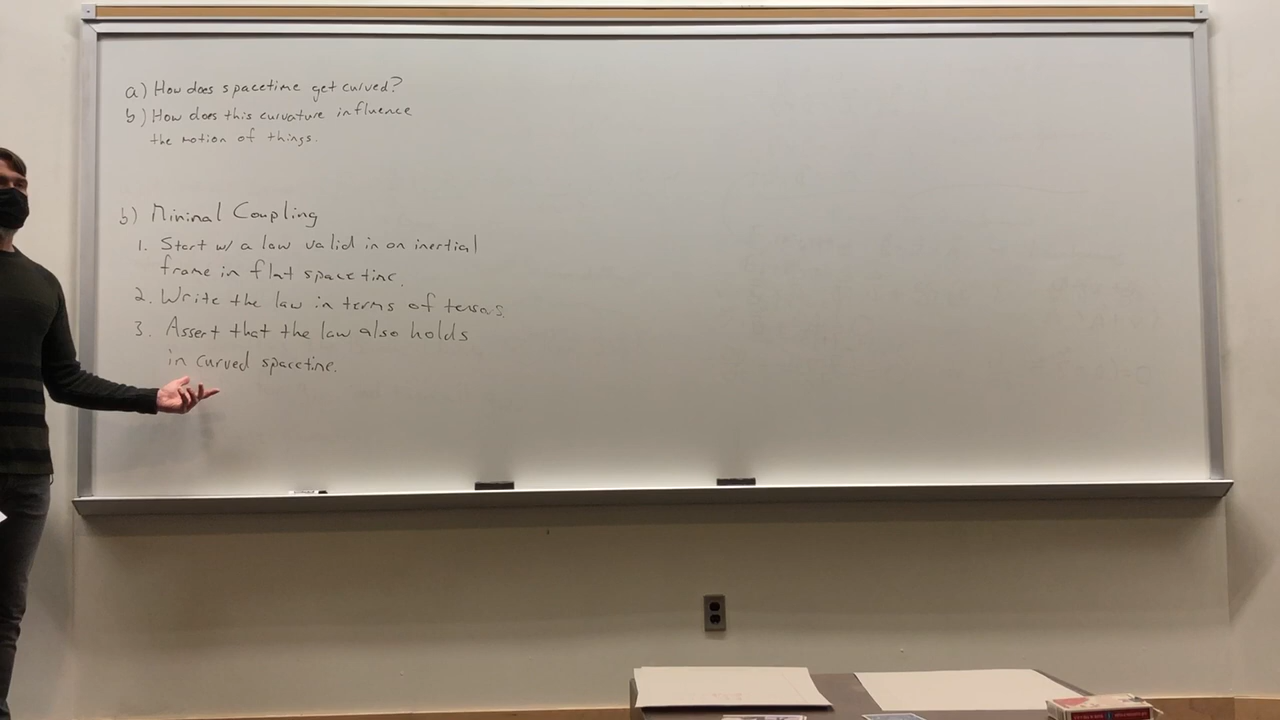 a) How does spacetime get curved?
b) How does this curvature influence
the motion of things.
b) Minimal Coupling
1. Start w/ a law valid in an inertial
frame in flat spacetime.
2. Write the law in terms of tensors.
3. Assert that the law also holds
in curved spacetime.